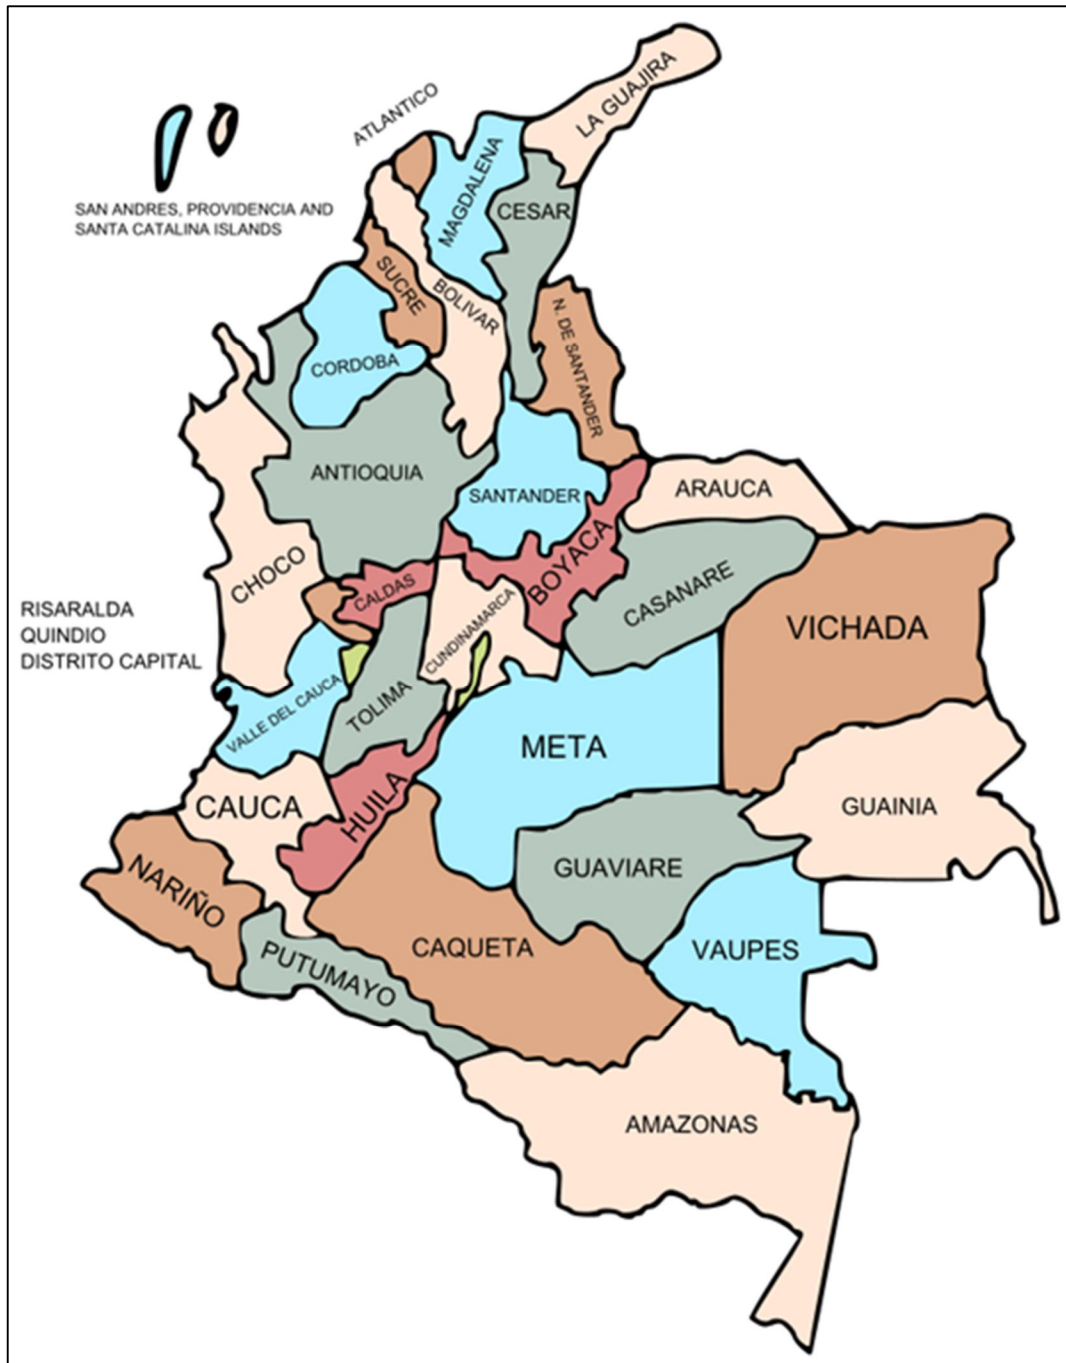 LA GUAJIRA
ATLANTICO
MAGDALENA
CESAR
SAN ANDRES, PROVIDENCIA AND
SANTA CATALINA ISLANDS
SUCRE
BOLIVAR
N. DE SANTANDER
CORDOBA
ANTIOQUIA
SANTANDER
ARAUCA
BOYACA
CHOCO
CALDAS
CASANARE
CUNDINAMARCA
RISARALDA
QUINDIO
DISTRITO CAPITAL
VICHADA
VALLE DEL CAUCA
TOLIMA
META
CAUCA
HUILA
GUAINIA
GUAVIARE
NARIÑO
CAQUETA
VAUPES
PUTUMAYO
AMAZONAS